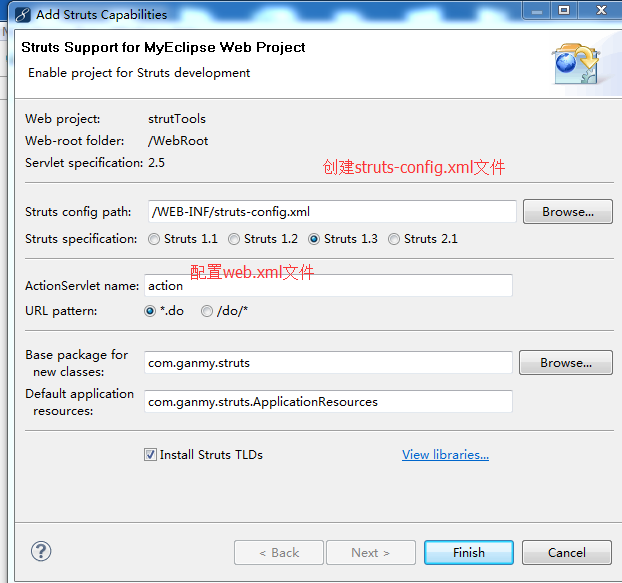 Add Struts Capabilities
Struts Support for MyEclipse Web Project
Enable project for Struts development
Web project: strutTools
Web-root folder: /WebRoot
Servlet specification: 2.5
创建struts-config.xml文件
Struts config path: /WEB-INF/struts-config.xml Browse...
Struts specification: Struts 1.1 Struts 1.2 Struts 1.3 Struts 2.1
配置web.xml文件
ActionServlet name: action
URL pattern: *.do /do/*
Base package for
new classes: com.ganmy.struts Browse...
Default application
resources: com.ganmy.struts.ApplicationResources
Install Struts TLDs View libraries...
? < Back Next > Finish Cancel